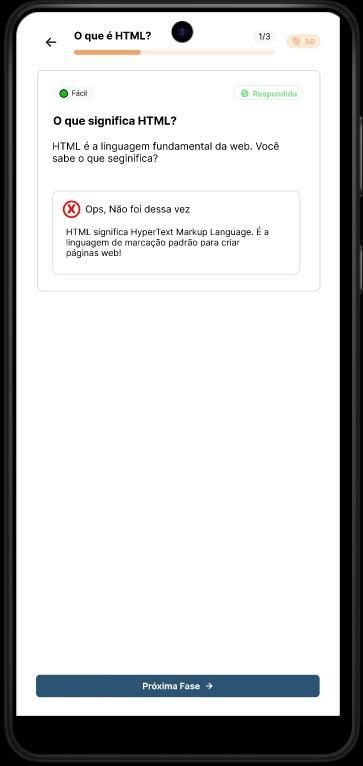 O que é HTML?
1/3
50
Fácil
Respondida
O que significa HTML?
HTML é a linguagem fundamental da web. Você
sabe o que seginifica?
X
Ops, Não foi dessa vez
HTML significa HyperText Markup Language. É a
linguagem de marcação padrão para criar
páginas web!
Próxima Fase →